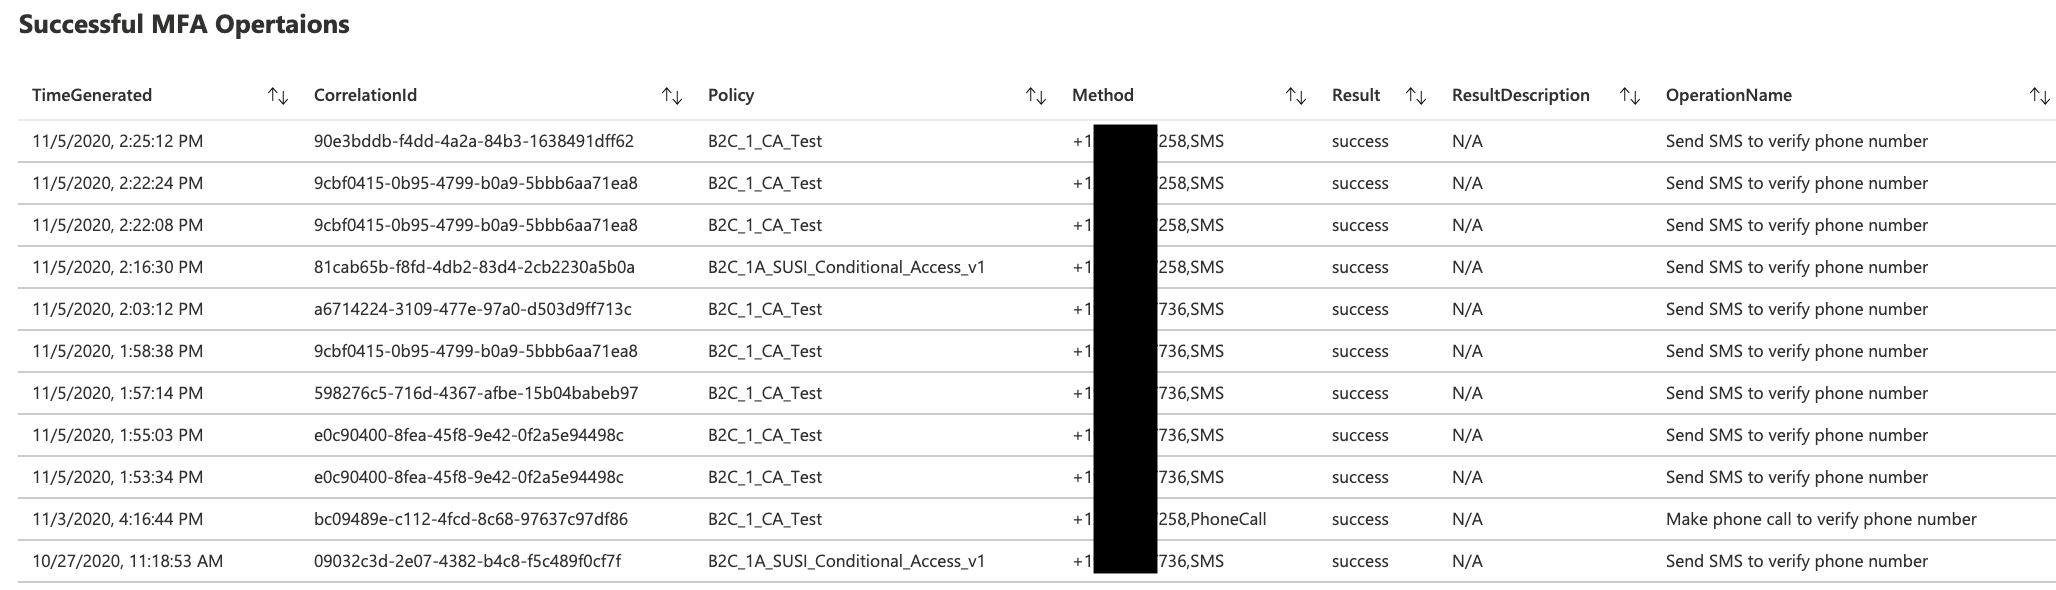 Successful MFA Opertaions
TimeGenerated CorrelationId Policy Method Result ResultDescription OperationName
11/5/2020, 2:25:12 PM 90e3bddb-f4dd-4a2a-84b3-1638491dff62 B2C_1_CA_Test +1 258,SMS success N/A Send SMS to verify phone number
11/5/2020, 2:22:24 PM 9cbf0415-0b95-4799-b0a9-5bbb6aa71ea8 B2C_1_CA_Test +1 258,SMS success N/A Send SMS to verify phone number
11/5/2020, 2:22:08 PM 9cbf0415-0b95-4799-b0a9-5bbb6aa71ea8 B2C_1_CA_Test +1 258,SMS success N/A Send SMS to verify phone number
11/5/2020, 2:16:30 PM 81cab65b-f8fd-4db2-83d4-2cb2230a5b0a B2C_1A_SUSI_Conditional_Access_v1 +1 258,SMS success N/A Send SMS to verify phone number
11/5/2020, 2:03:12 PM a6714224-3109-477e-97a0-d503d9ff713c B2C_1_CA_Test +1 736,SMS success N/A Send SMS to verify phone number
11/5/2020, 1:58:38 PM 9cbf0415-0b95-4799-b0a9-5bbb6aa71ea8 B2C_1_CA_Test +1 736,SMS success N/A Send SMS to verify phone number
11/5/2020, 1:57:14 PM 598276c5-716d-4367-afbe-15b04babeb97 B2C_1_CA_Test +1 736,SMS success N/A Send SMS to verify phone number
11/5/2020, 1:55:03 PM e0c90400-8fea-45f8-9e42-0f2a5e94498c B2C_1_CA_Test +1 736,SMS success N/A Send SMS to verify phone number
11/5/2020, 1:53:34 PM e0c90400-8fea-45f8-9e42-0f2a5e94498c B2C_1_CA_Test +1 736,SMS success N/A Send SMS to verify phone number
11/3/2020, 4:16:44 PM bc09489e-c112-4fcd-8c68-97637c97df86 B2C_1_CA_Test +1 258,PhoneCall success N/A Make phone call to verify phone number
10/27/2020, 11:18:53 AM 09032c3d-2e07-4382-b4c8-f5c489f0cf7f B2C_1A_SUSI_Conditional_Access_v1 +1 736,SMS success N/A Send SMS to verify phone number